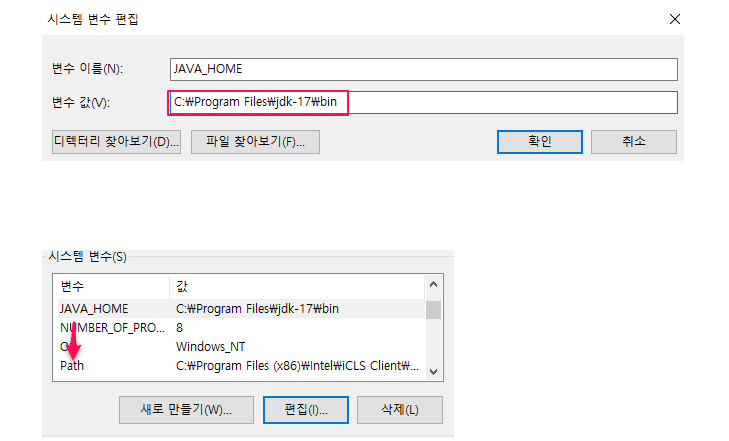 시스템 변수 편집
변수 이름(N): JAVA_HOME
변수 값(V): C:₩Program Files₩jdk-17₩bin
디렉터리 찾아보기(D)... 파일 찾아보기(F)... 확인 취소
시스템 변수(S)
변수 값
JAVA_HOME C:₩Program Files₩jdk-17₩bin
NUMBER_OF_PRO... 8
Windows_NT
Path C:₩Program Files (x86)₩Intel₩iCLS Client₩...
새로 만들기(W)... 편집(I)... 삭제(L)